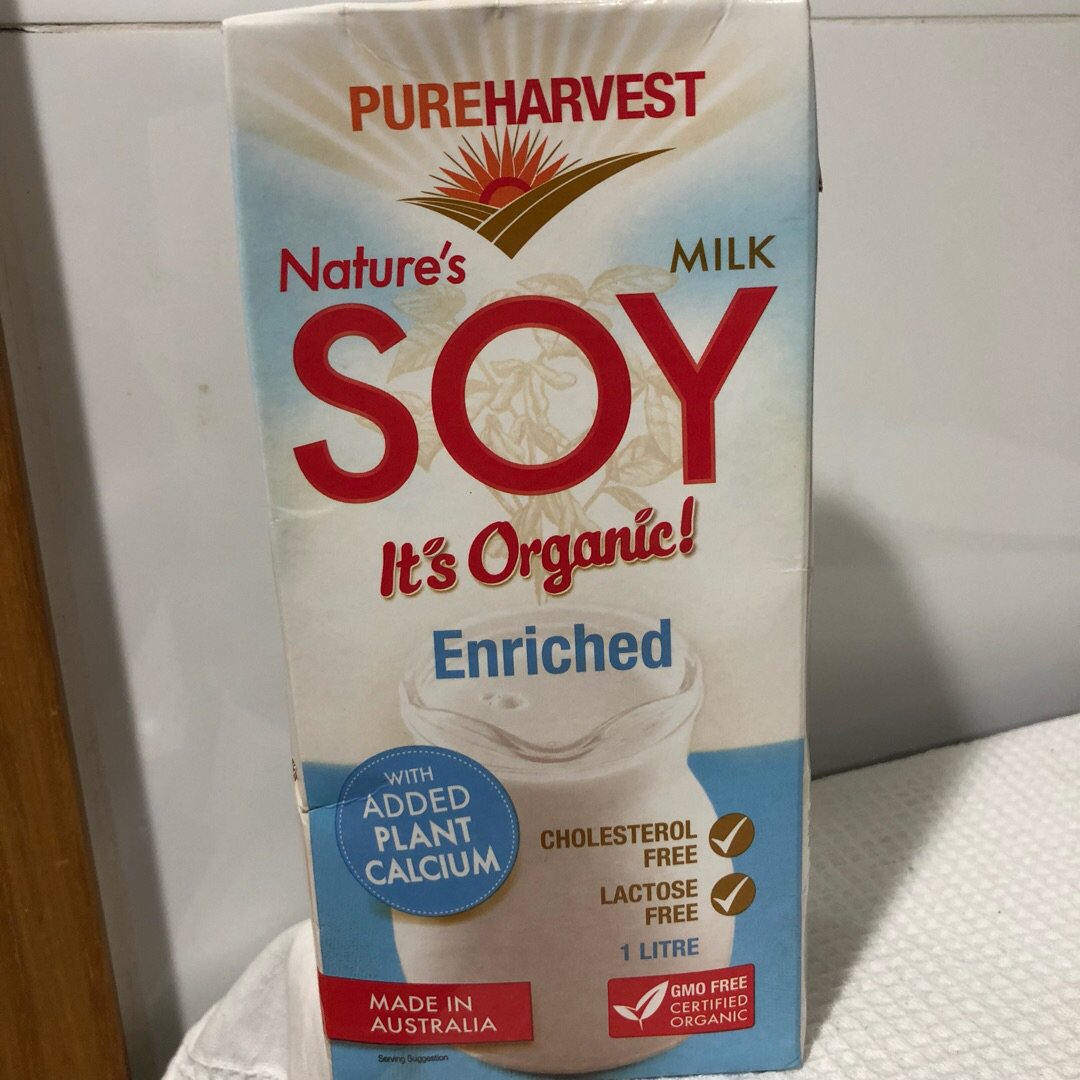 PUREHARVEST
Nature's MILK
SOY
It's Organic!
Enriched
WITH
ADDED
PLANT
CALCIUM
CHOLESTEROL
FREE
LACTOSE
FREE
1 LITRE
GMO FREE
CERTIFIED
ORGANIC
MADE IN
AUSTRALIA
Serving Suggestion